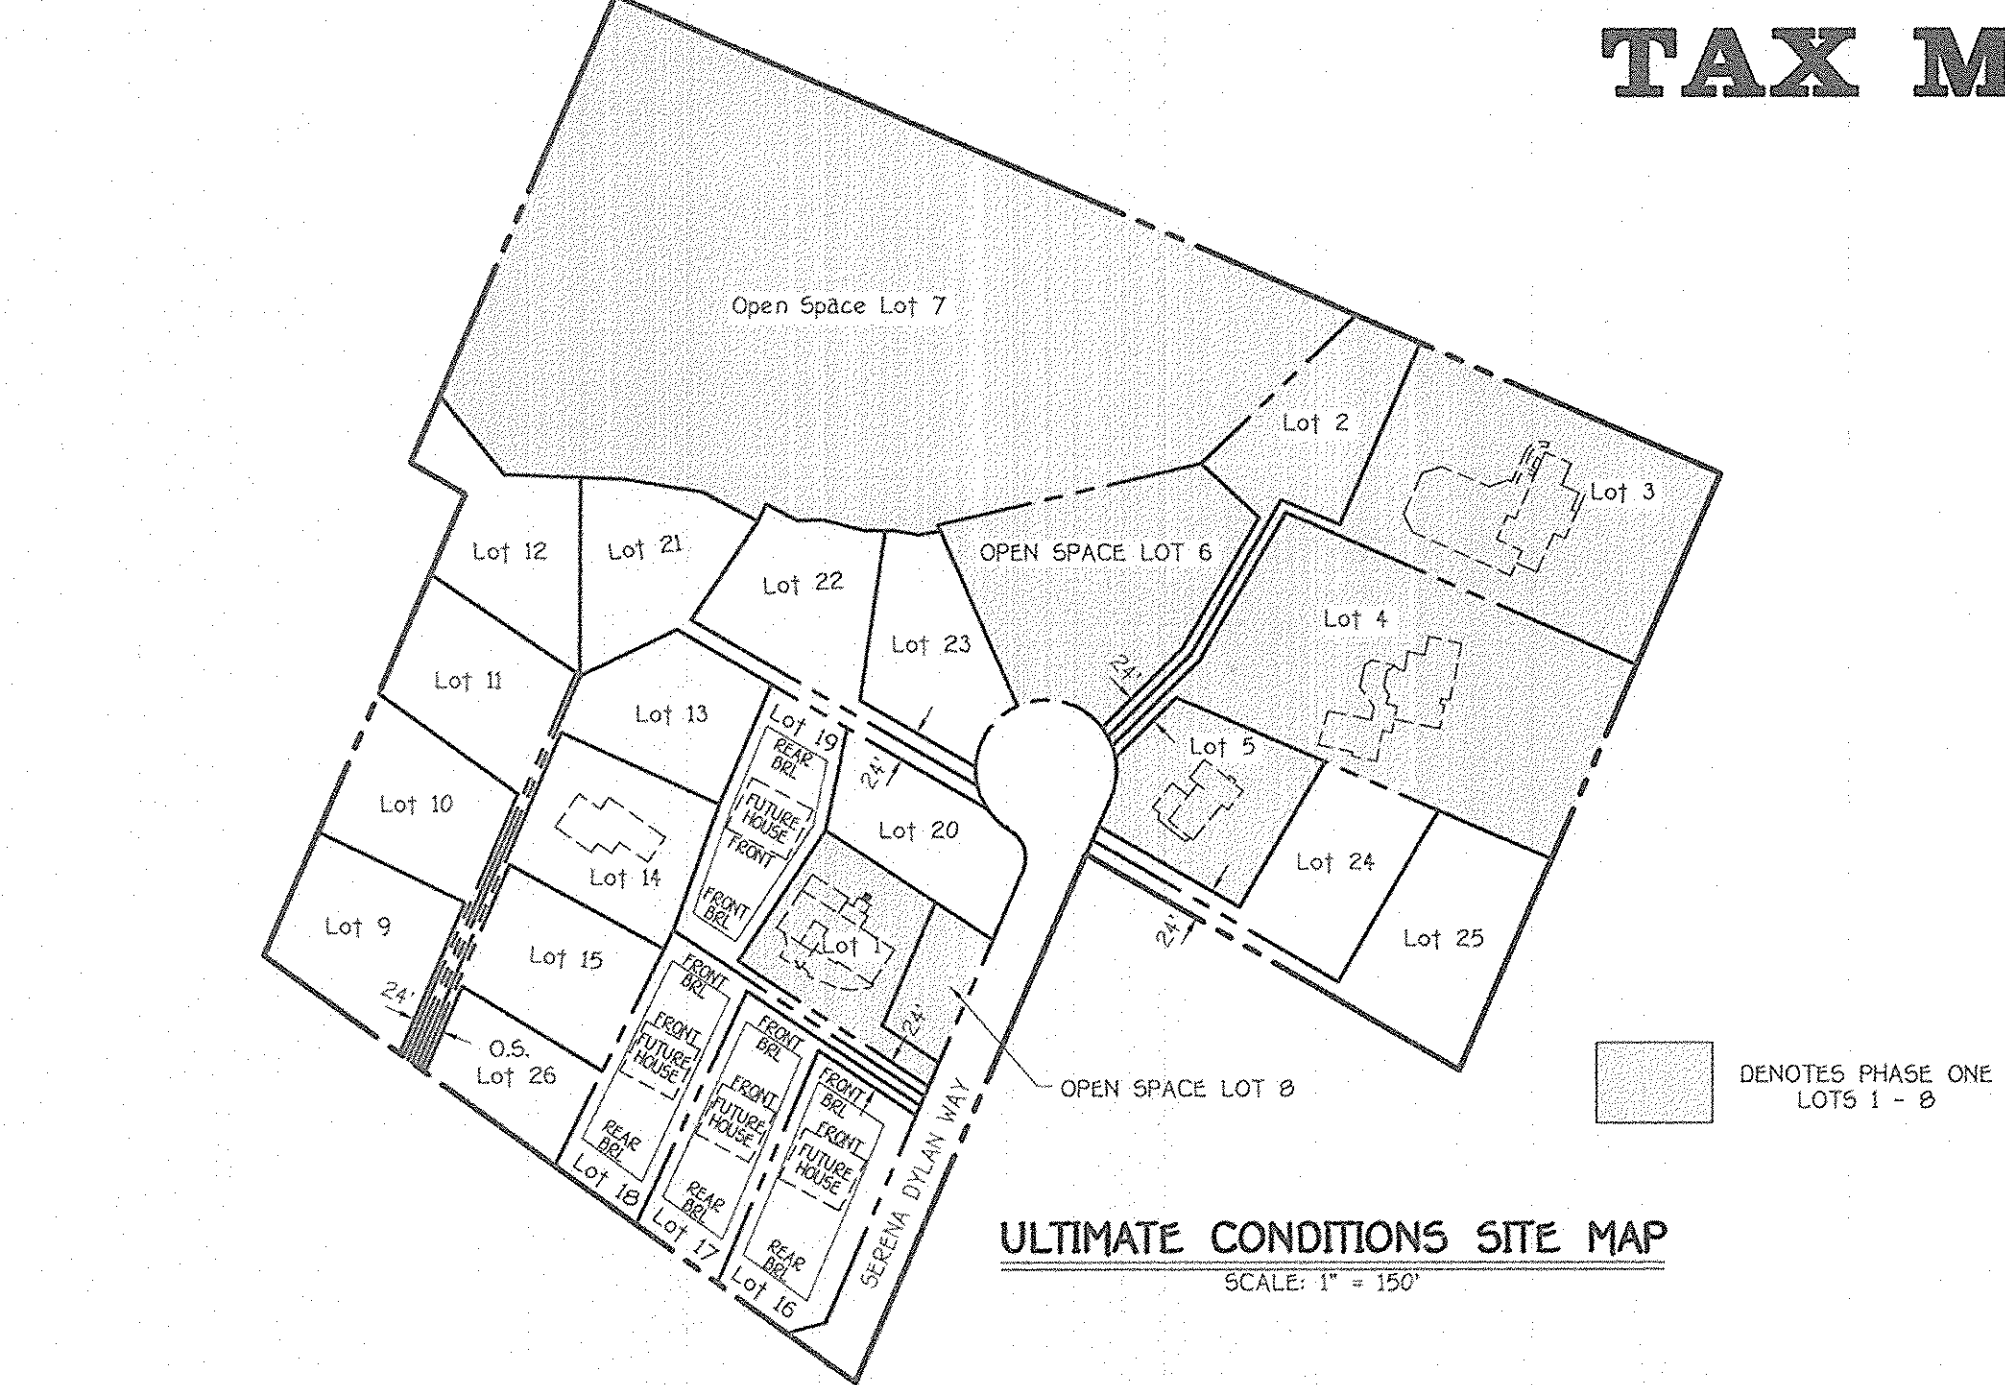 TAX M
Open Space Lot 7
Lot 2
Lot 3
Lot 12
Lot 21
OPEN SPACE LOT 6
Lot 22
Lot 4
Lot 23
24'
Lot 11
Lot 13
Lot 19
REAR
BRL
FUTURE
HOUSE
FRONT
FRONT
BRL
24'
Lot 5
Lot 10
Lot 20
Lot 14
Lot 24
Lot 9
Lot 15
Lot 1
24'
Lot 25
24'
24'
O.S.
Lot 26
FRONT
BRL
FRONT
FUTURE
HOUSE
REAR
BRL
Lot 18
FRONT
BRL
FRONT
FUTURE
HOUSE
REAR
BRL
Lot 17
FRONT
BRL
FRONT
FUTURE
HOUSE
REAR
BRL
Lot 16
SERENA DYLAN WAY
OPEN SPACE LOT 8
DENOTES PHASE ONE
LOTS 1 - 8
ULTIMATE CONDITIONS SITE MAP
SCALE: 1" = 150'